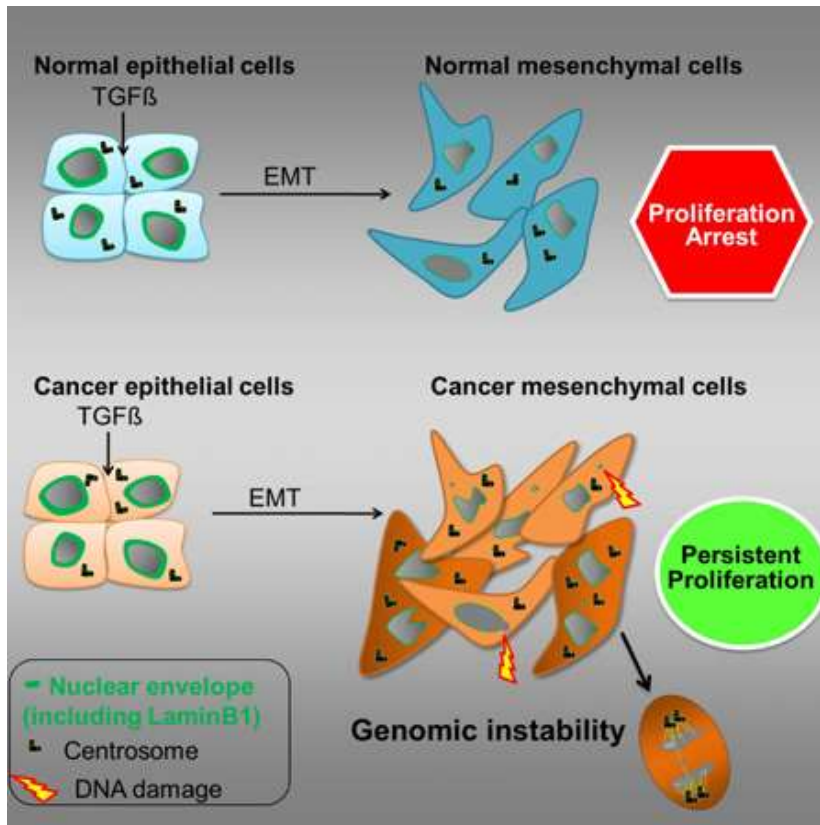 Normal epithelial cells
TGFß
EMT
Normal mesenchymal cells
Proliferation
Arrest
Cancer epithelial cells
TGFß
EMT
Cancer mesenchymal cells
Persistent
Proliferation
Nuclear envelope
(including LaminB1)
Centrosome
DNA damage
Genomic instability